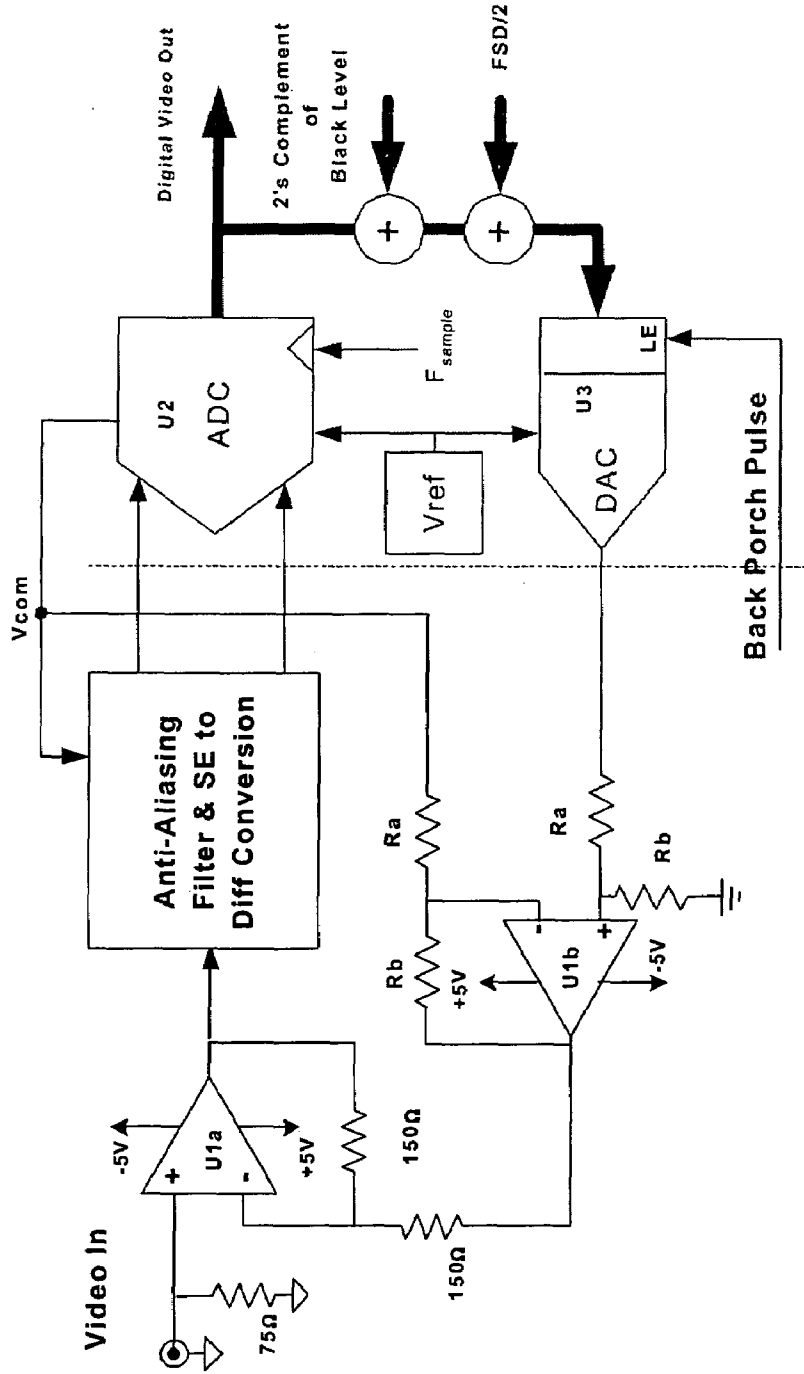 Video In
75Ω
-5V
+
U1a
-
+5V
150Ω
150Ω
Anti-Aliasing
Filter & SE to
Diff Conversion
Vcom
U2
ADC
F sample
Digital Video Out
2's Complement
of
Black Level
+
FSD/2
+
Vref
U3
DAC
LE
Back Porch Pulse
Ra
Rb
Ra
Rb
+5V
-
+
U1b
-5V